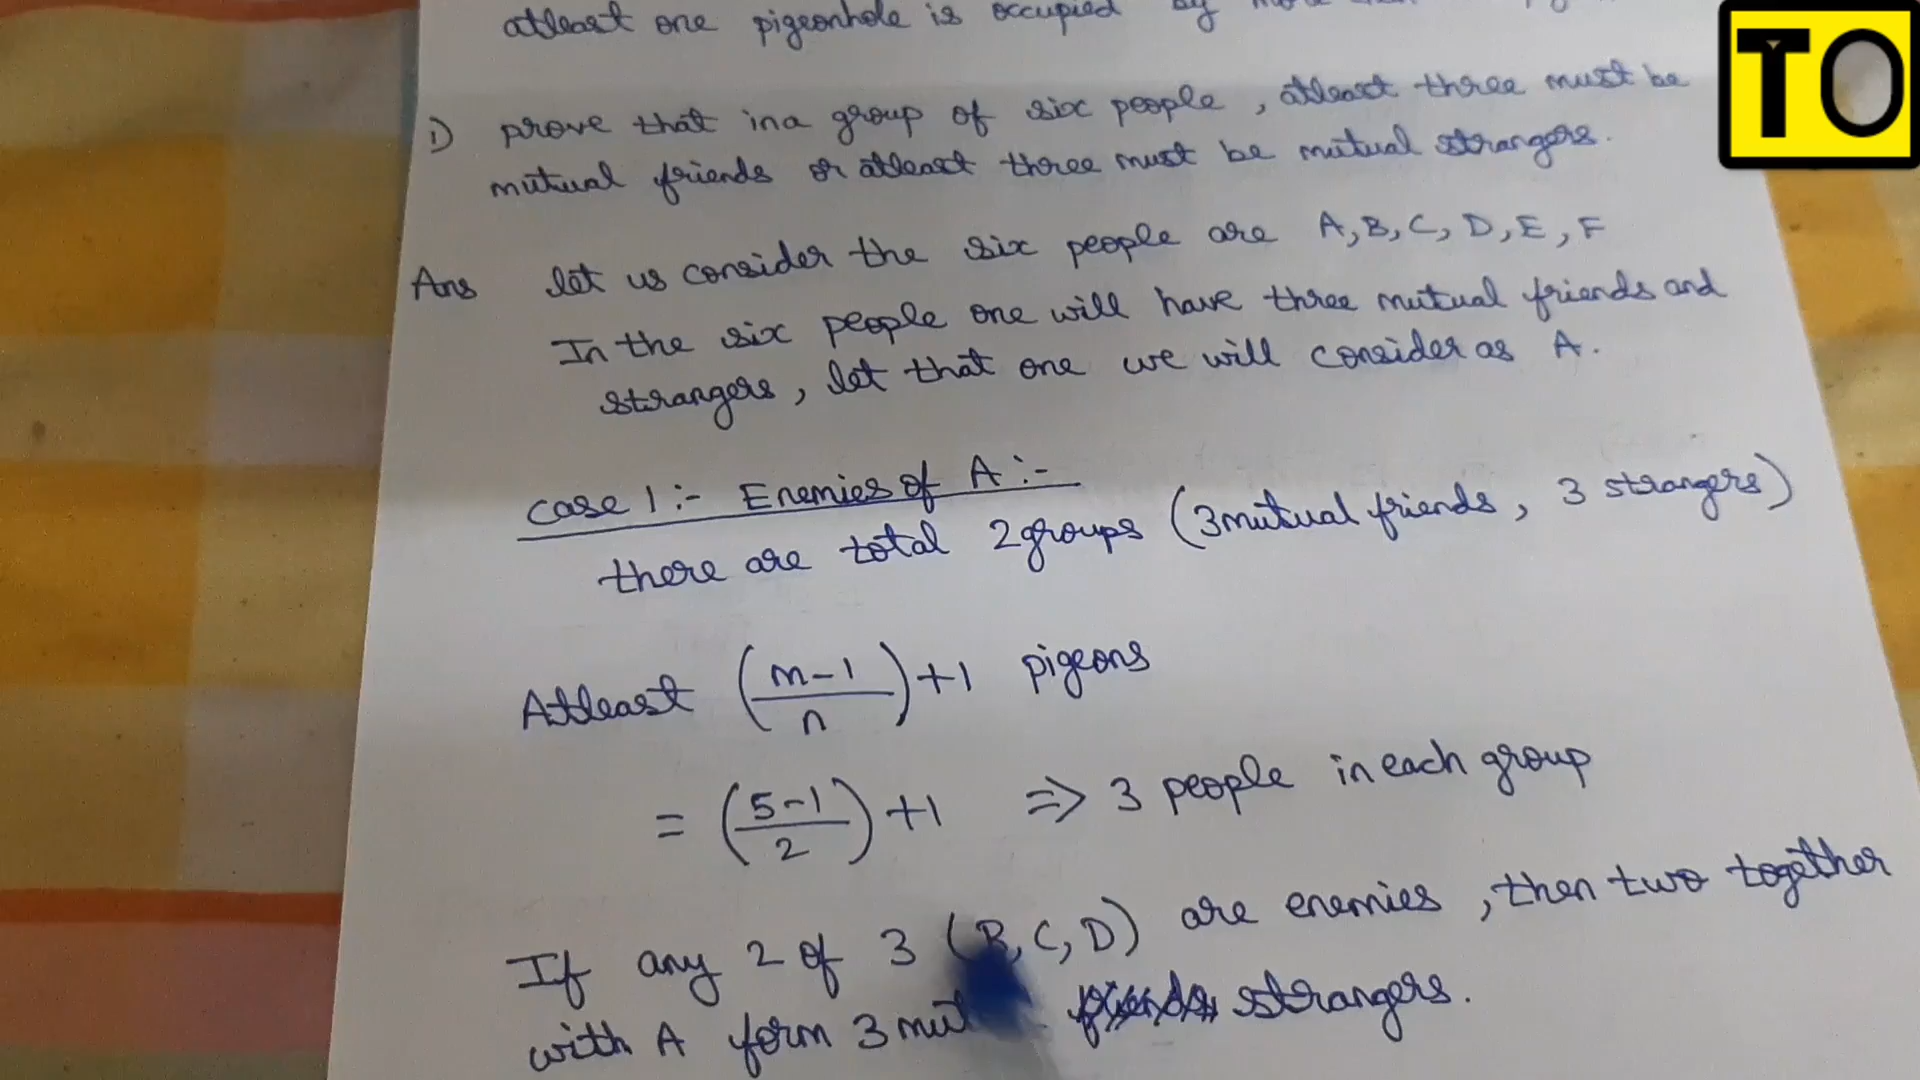 atleast one pigeonhole is occupied by
TO
1) prove that in a group of six people, atleast three must be
mutual friends or atleast three must be mutual strangers.
Ans let us consider the six people are A, B, C, D, E, F
In the six people one will have three mutual friends and
strangers, let that one we will consider as A.
case 1 :- Enemies of A :-
there are total 2 groups (3 mutual friends, 3 strangers)
Atleast (m-1/n)+1 pigeons
= (5-1/2)+1 => 3 people in each group
If any 2 of 3 (B, C, D) are enemies, then two together
with A form 3 strangers.